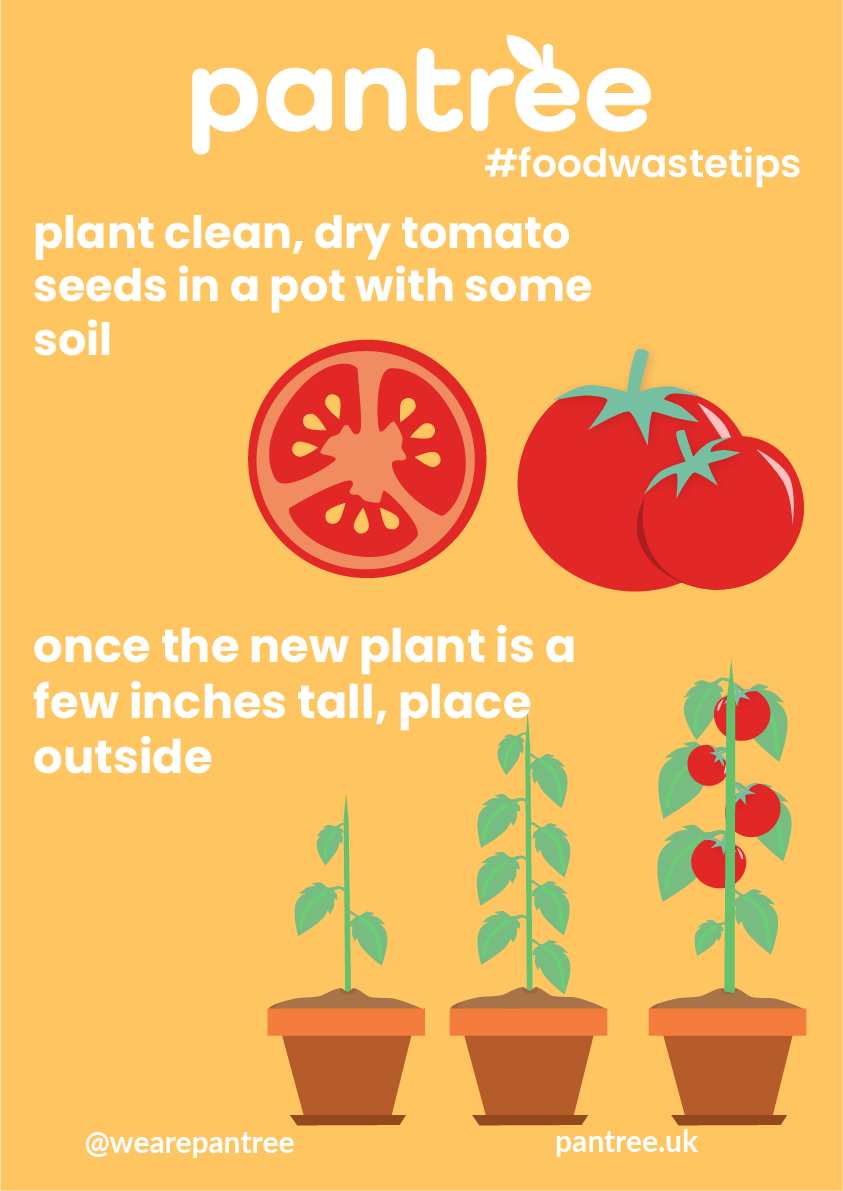 pantree
#foodwastetips
plant clean, dry tomato
seeds in a pot with some
soil
once the new plant is a
few inches tall, place
outside
@wearepantree
pantree.uk